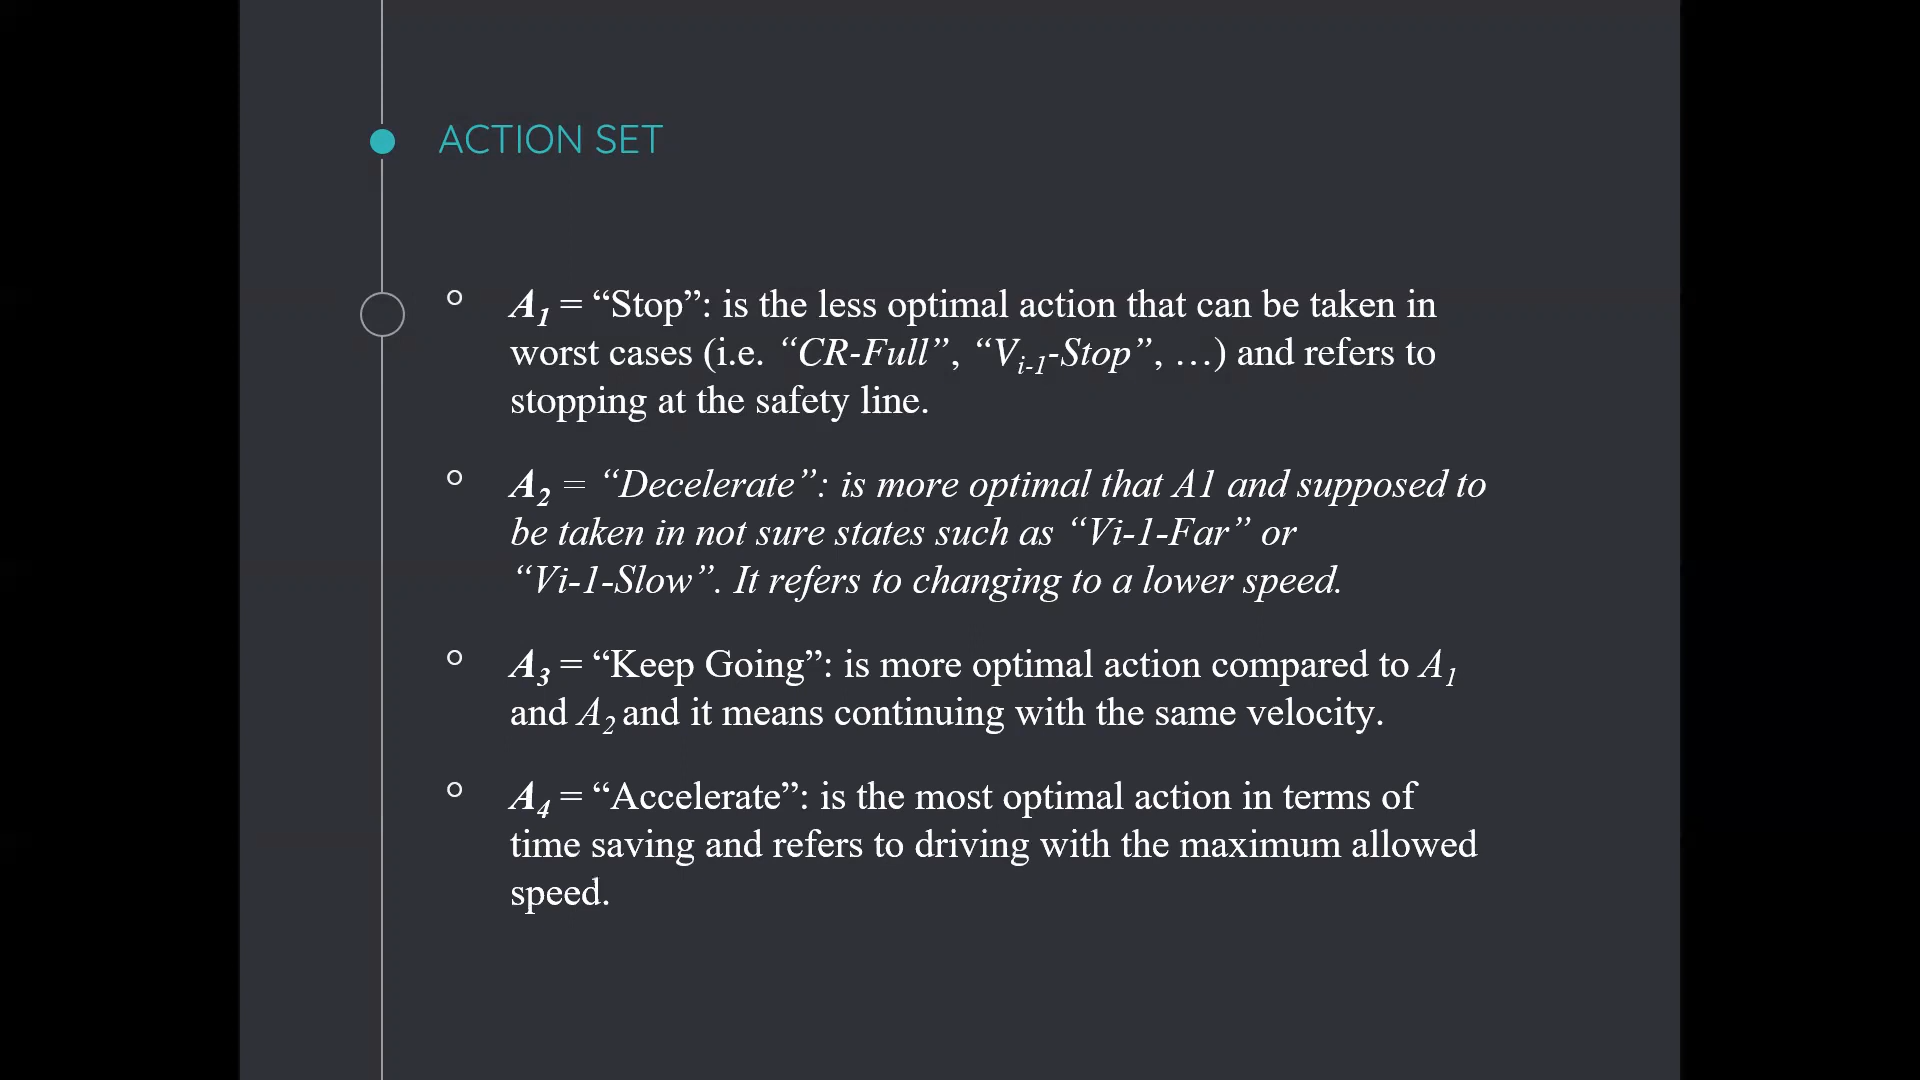 ACTION SET
A1 = “Stop”: is the less optimal action that can be taken in
worst cases (i.e. “CR-Full”, “Vi-1-Stop”, …) and refers to
stopping at the safety line.
A2 = “Decelerate”: is more optimal that A1 and supposed to
be taken in not sure states such as “Vi-1-Far” or
“Vi-1-Slow”. It refers to changing to a lower speed.
A3 = “Keep Going”: is more optimal action compared to A1
and A2 and it means continuing with the same velocity.
A4 = “Accelerate”: is the most optimal action in terms of
time saving and refers to driving with the maximum allowed
speed.